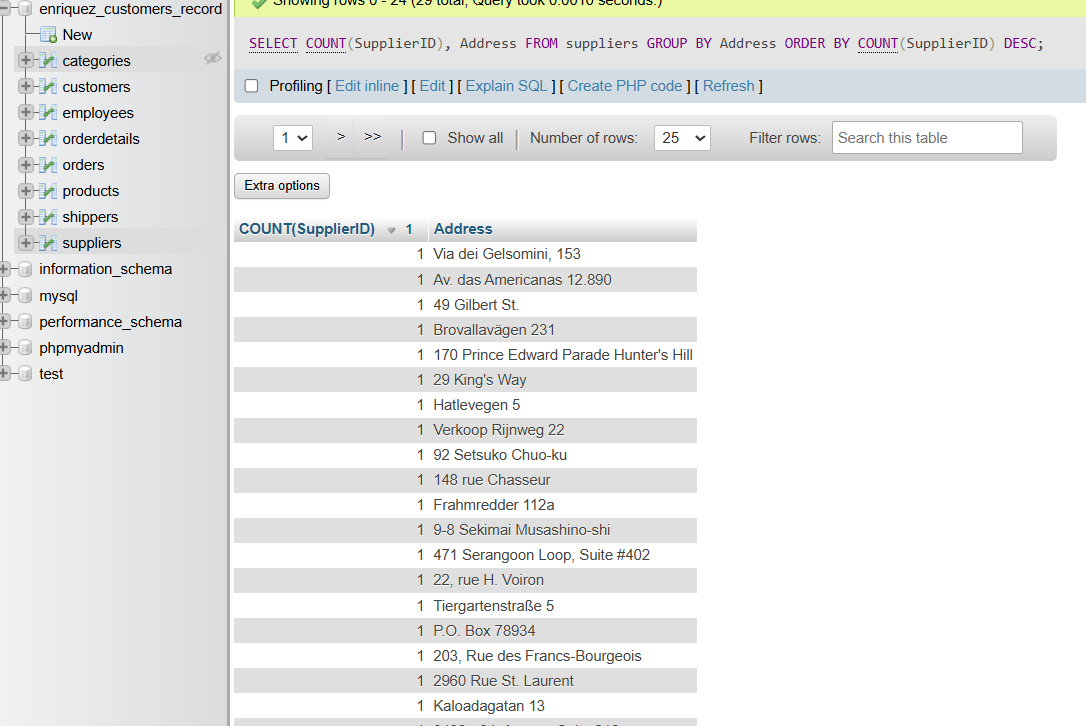 enriquez_customers_record
New
categories
customers
employees
orderdetails
orders
products
shippers
suppliers
information_schema
mysql
performance_schema
phpmyadmin
test
Showing rows 0 - 24 (29 total, Query took 0.0010 seconds.)
SELECT COUNT(SupplierID), Address FROM suppliers GROUP BY Address ORDER BY COUNT(SupplierID) DESC;
Profiling [ Edit inline ] [ Edit ] [ Explain SQL ] [ Create PHP code ] [ Refresh ]
1 > >> | Show all | Number of rows: 25 Filter rows: Search this table
Extra options
COUNT(SupplierID) 1 Address
1 Via dei Gelsomini, 153
1 Av. das Americanas 12.890
1 49 Gilbert St.
1 Brovallavägen 231
1 170 Prince Edward Parade Hunter's Hill
1 29 King's Way
1 Hatlevegen 5
1 Verkoop Rijnweg 22
1 92 Setsuko Chuo-ku
1 148 rue Chasseur
1 Frahmredder 112a
1 9-8 Sekimai Musashino-shi
1 471 Serangoon Loop, Suite #402
1 22, rue H. Voiron
1 Tiergartenstraße 5
1 P.O. Box 78934
1 203, Rue des Francs-Bourgeois
1 2960 Rue St. Laurent
1 Kaloadagatan 13